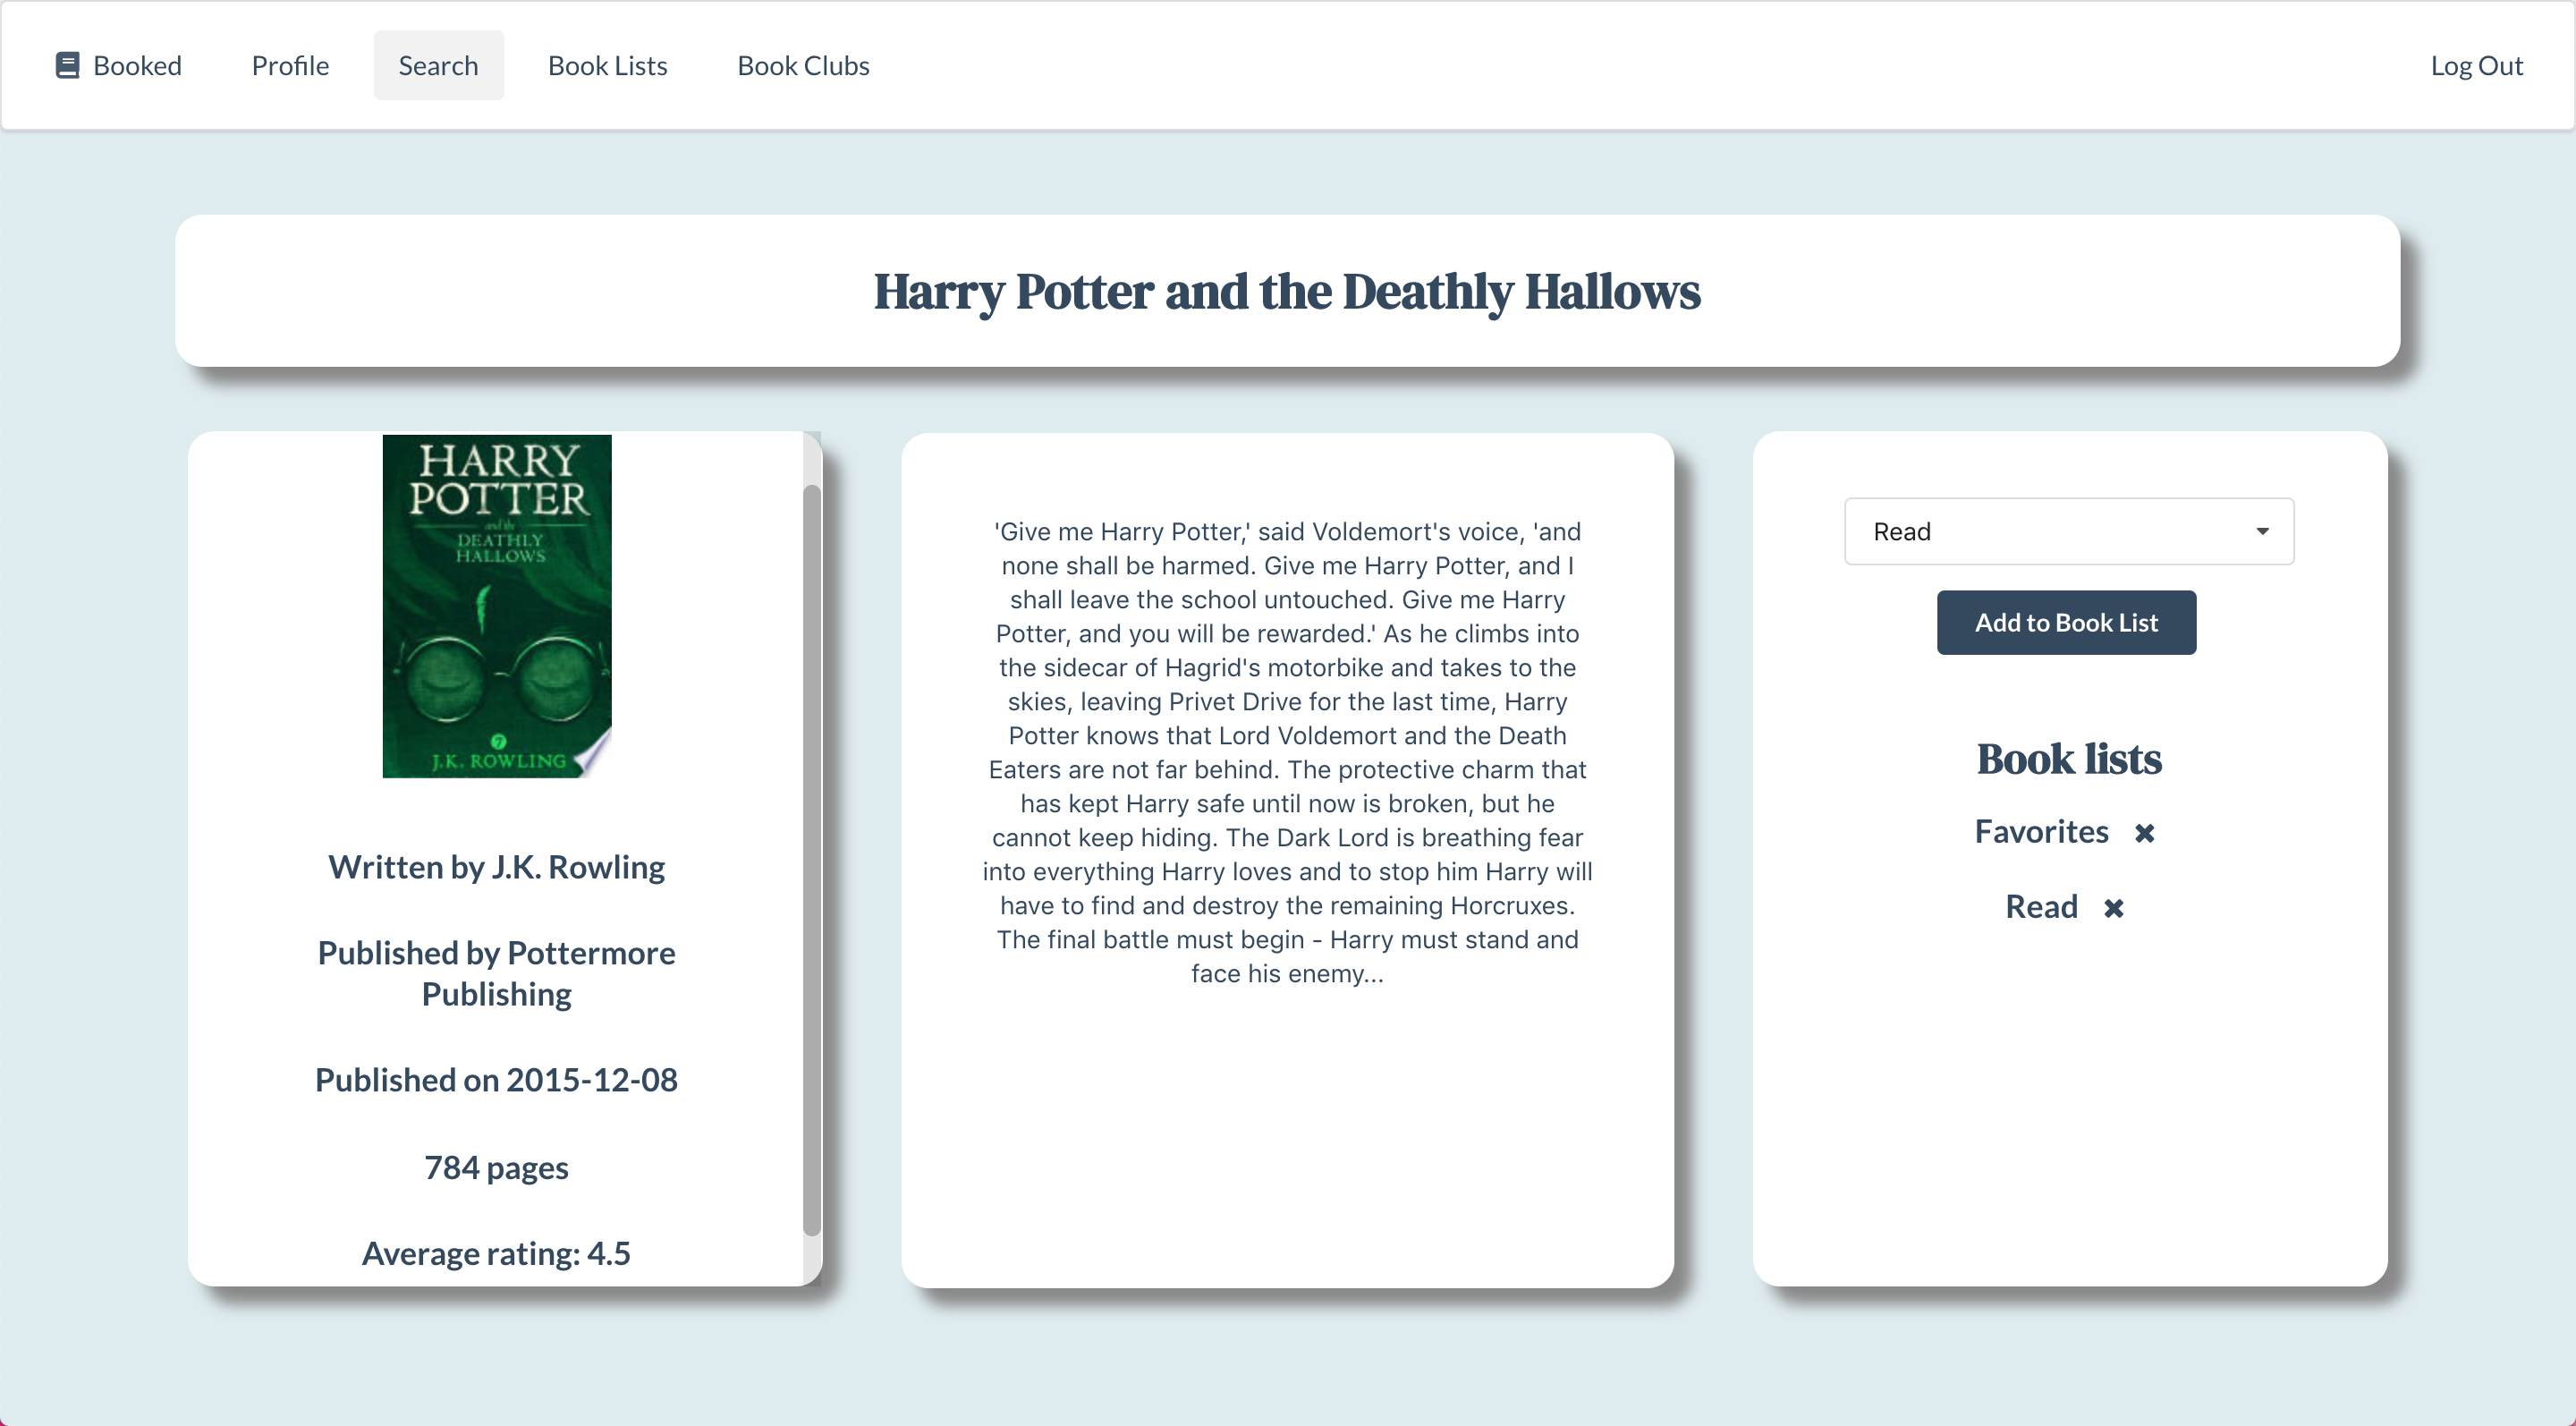 Booked
Profile
Search
Book Lists
Book Clubs
Log Out
Harry Potter and the Deathly Hallows
HARRY
POTTER
and the
DEATHLY
HALLOWS
7
J.K. ROWLING
Written by J.K. Rowling
Published by Pottermore
Publishing
Published on 2015-12-08
784 pages
Average rating: 4.5
'Give me Harry Potter,' said Voldemort's voice, 'and
none shall be harmed. Give me Harry Potter, and I
shall leave the school untouched. Give me Harry
Potter, and you will be rewarded.' As he climbs into
the sidecar of Hagrid's motorbike and takes to the
skies, leaving Privet Drive for the last time, Harry
Potter knows that Lord Voldemort and the Death
Eaters are not far behind. The protective charm that
has kept Harry safe until now is broken, but he
cannot keep hiding. The Dark Lord is breathing fear
into everything Harry loves and to stop him Harry will
have to find and destroy the remaining Horcruxes.
The final battle must begin - Harry must stand and
face his enemy...
Read
Add to Book List
Book lists
Favorites
Read